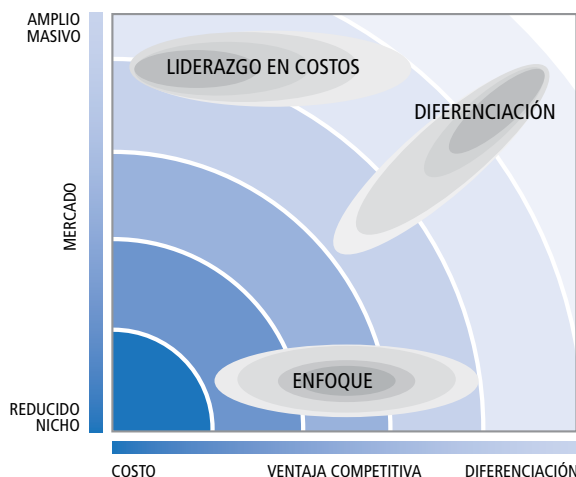 AMPLIO
MASIVO
LIDERAZGO EN COSTOS
DIFERENCIACIÓN
MERCADO
ENFOQUE
REDUCIDO
NICHO
COSTO
VENTAJA COMPETITIVA
DIFERENCIACIÓN